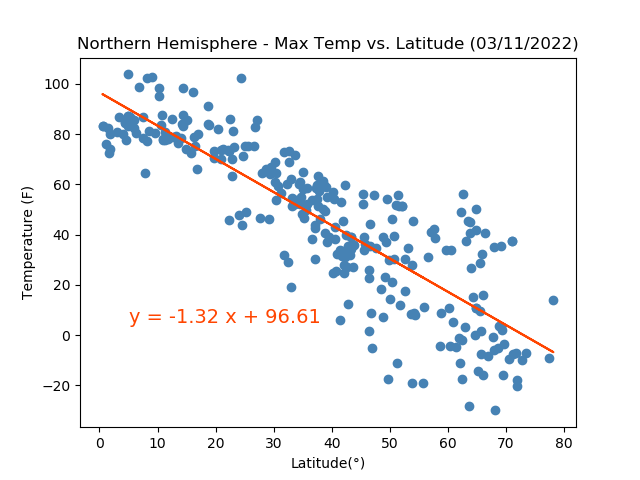 Northern Hemisphere - Max Temp vs. Latitude (03/11/2022)
100
80
60
40
20
0
−20
Temperature (F)
y = -1.32 x + 96.61
0 10 20 30 40 50 60 70 80
Latitude(°)